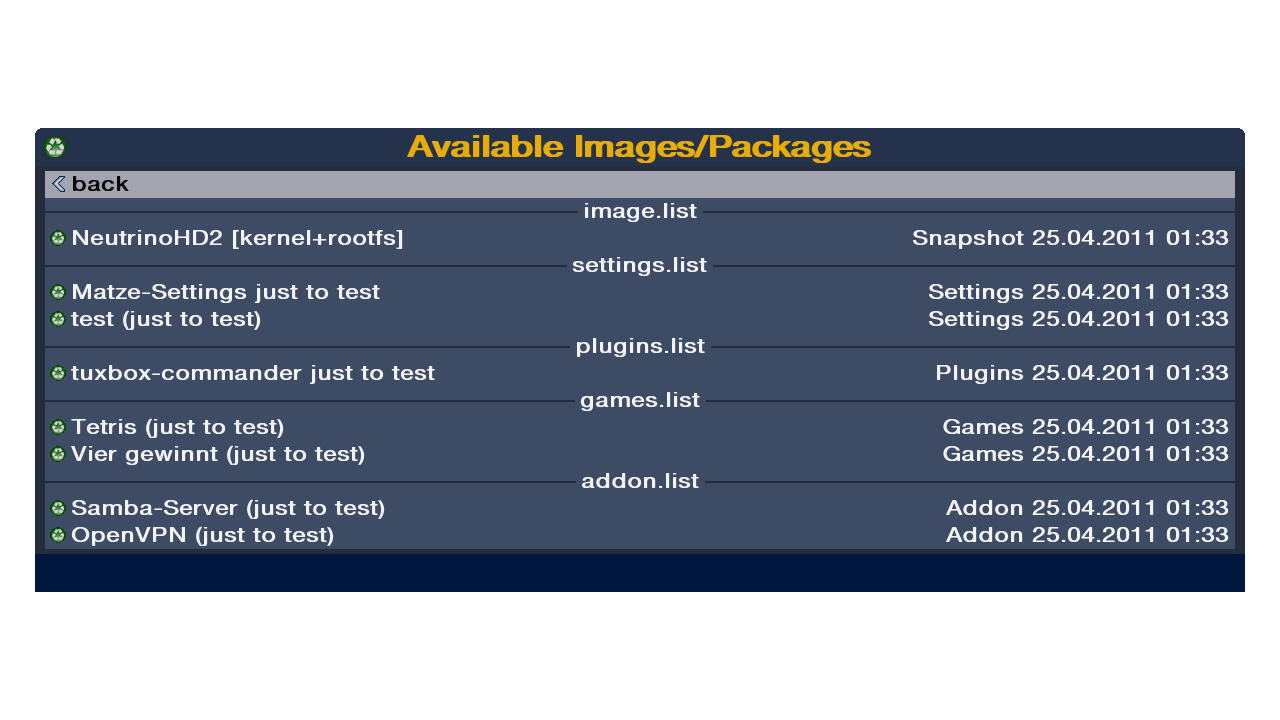 Available Images/Packages
back
image.list
NeutrinoHD2 [kernel+rootfs] Snapshot 25.04.2011 01:33
settings.list
Matze-Settings just to test Settings 25.04.2011 01:33
test (just to test) Settings 25.04.2011 01:33
plugins.list
tuxbox-commander just to test Plugins 25.04.2011 01:33
games.list
Tetris (just to test) Games 25.04.2011 01:33
Vier gewinnt (just to test) Games 25.04.2011 01:33
addon.list
Samba-Server (just to test) Addon 25.04.2011 01:33
OpenVPN (just to test) Addon 25.04.2011 01:33